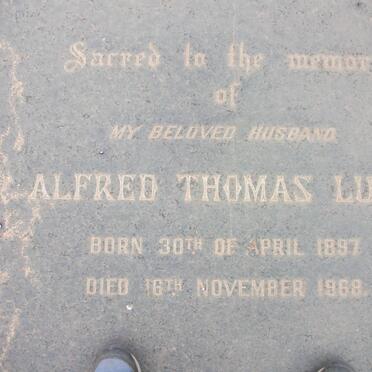 Sacred to the memor
of
MY BELOVED HUSBAND
ALFRED THOMAS LU
BORN 30TH OF APRIL 1897
DIED 16TH NOVEMBER 1968.